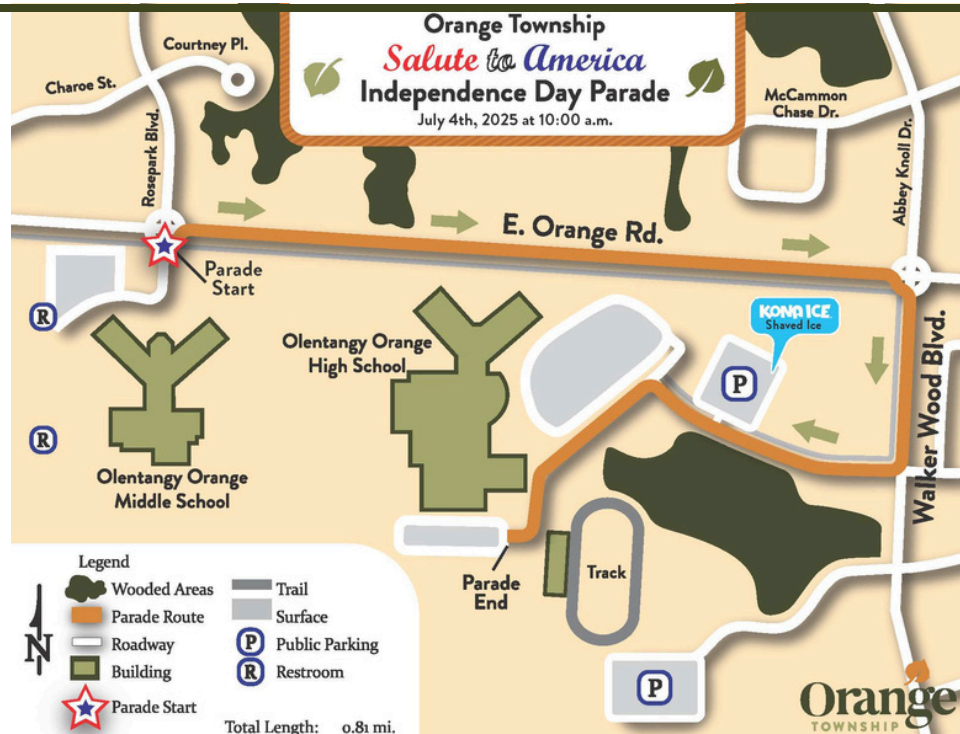 Orange Township
Salute to America
Independence Day Parade
July 4th, 2025 at 10:00 a.m.
Courtney Pl.
Charoe St.
Rosepark Blvd.
McCammon
Chase Dr.
Abbey Knoll Dr.
E. Orange Rd.
Parade
Start
R
KONA ICE
Shaved Ice
Olentangy Orange
High School
P
Walker Wood Blvd.
R
Olentangy Orange
Middle School
Parade
End
Track
P
Legend
Wooded Areas
Parade Route
Roadway
Building
Parade Start
Trail
Surface
P Public Parking
R Restroom
N
Total Length: 0.81 mi.
Orange
TOWNSHIP